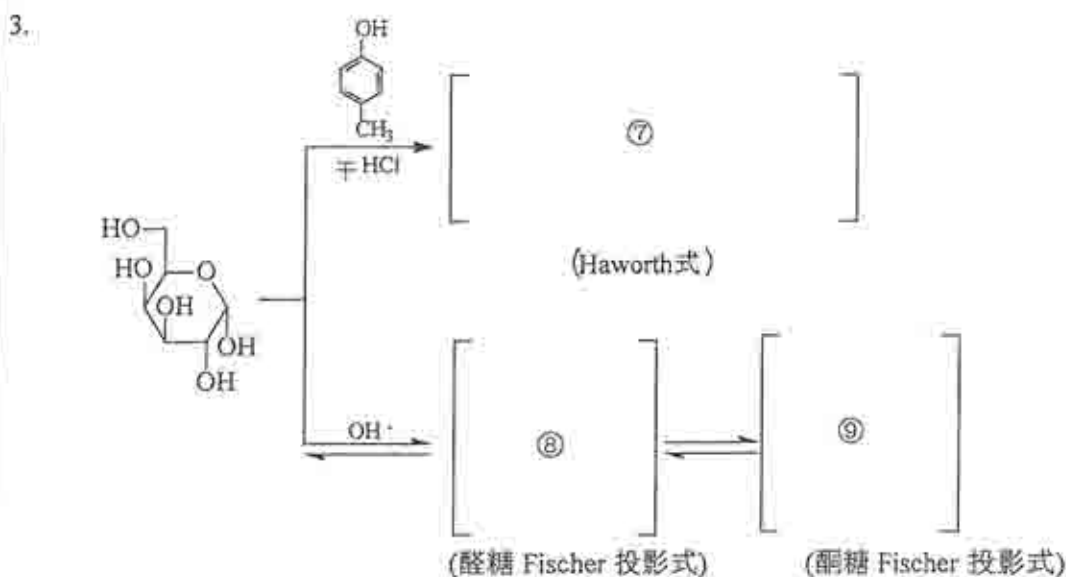 3.
OH
CH₃
干 HCl
⑦
(Haworth式)
HO
HO
O
OH
OH
OH
OH⁻
⑧
⑨
(醛糖 Fischer 投影式)
(酮糖 Fischer 投影式)